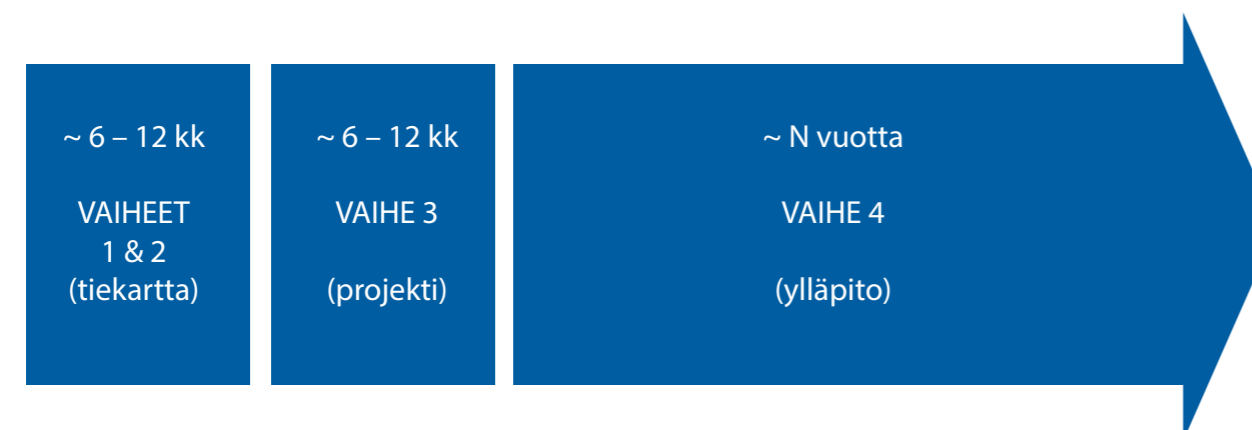 ~ 6 – 12 kk
VAIHEET
1 & 2
(tiekartta)
~ 6 – 12 kk
VAIHE 3
(projekti)
~ N vuotta
VAIHE 4
(ylläpito)